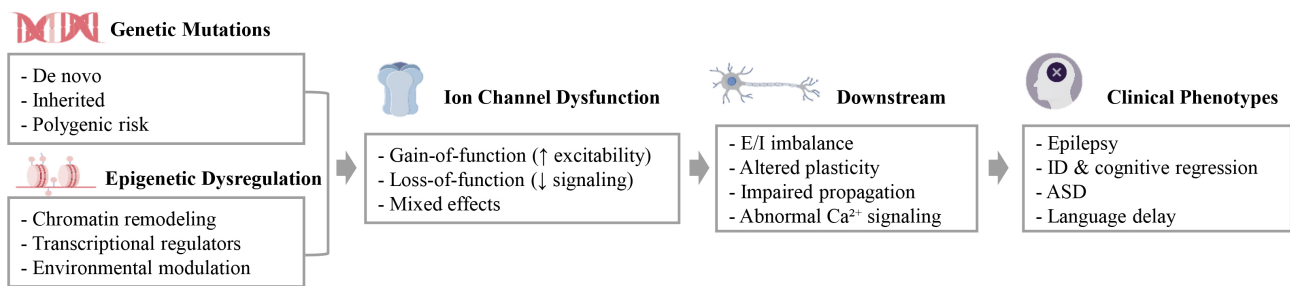 Genetic Mutations
- De novo
- Inherited
- Polygenic risk
Epigenetic Dysregulation
- Chromatin remodeling
- Transcriptional regulators
- Environmental modulation
Ion Channel Dysfunction
- Gain-of-function (↑ excitability)
- Loss-of-function (↓ signaling)
- Mixed effects
Downstream
- E/I imbalance
- Altered plasticity
- Impaired propagation
- Abnormal Ca²⁺ signaling
Clinical Phenotypes
- Epilepsy
- ID & cognitive regression
- ASD
- Language delay